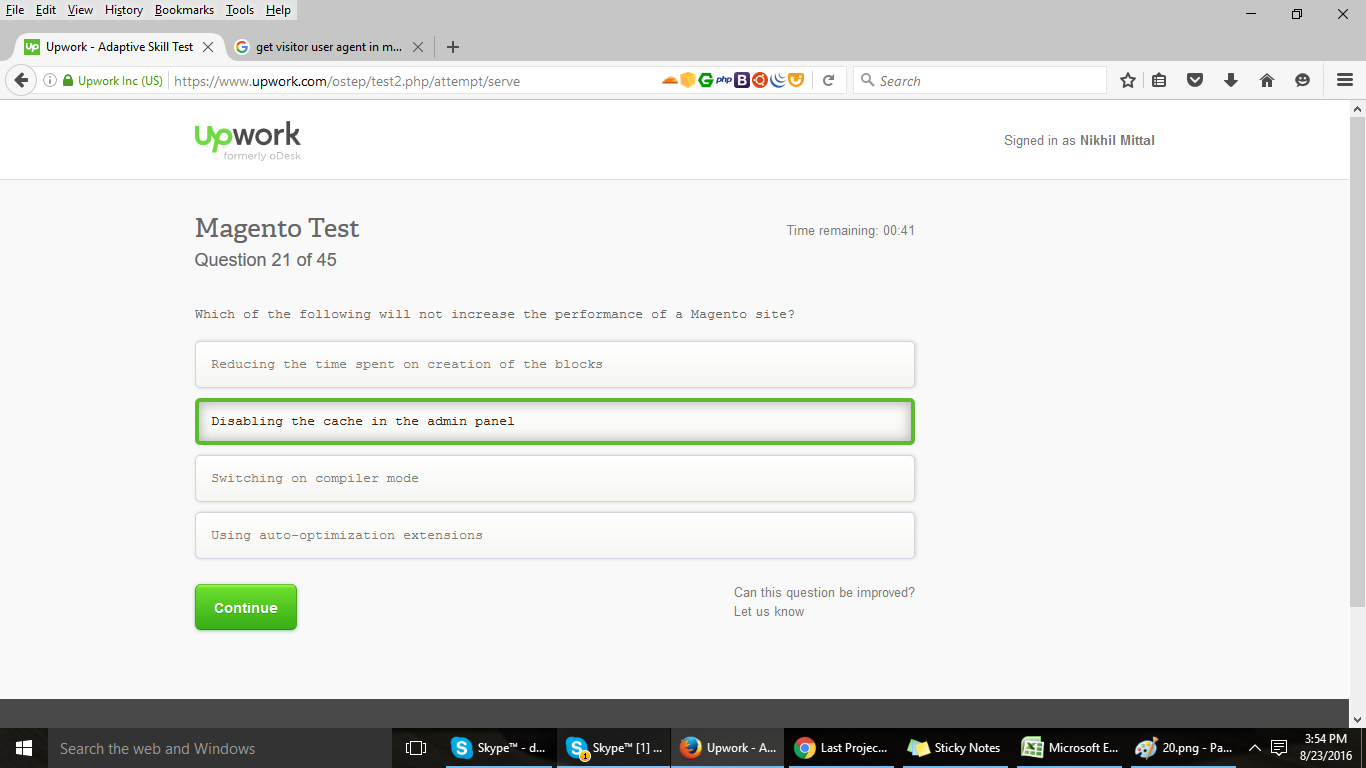 File Edit View History Bookmarks Tools Help
Upwork - Adaptive Skill Test
get visitor user agent in m...
Upwork Inc (US)
https://www.upwork.com/ostep/test2.php/attempt/serve
php
Search
upwork
formerly oDesk
Signed in as Nikhil Mittal
Magento Test
Time remaining: 00:41
Question 21 of 45
Which of the following will not increase the performance of a Magento site?
Reducing the time spent on creation of the blocks
Disabling the cache in the admin panel
Switching on compiler mode
Using auto-optimization extensions
Continue
Can this question be improved?
Let us know
Search the web and Windows
Skype™ - d...
Skype™ [1] ...
Upwork - A...
Last Projec...
Sticky Notes
Microsoft E...
20.png - Pa...
3:54 PM
8/23/2016